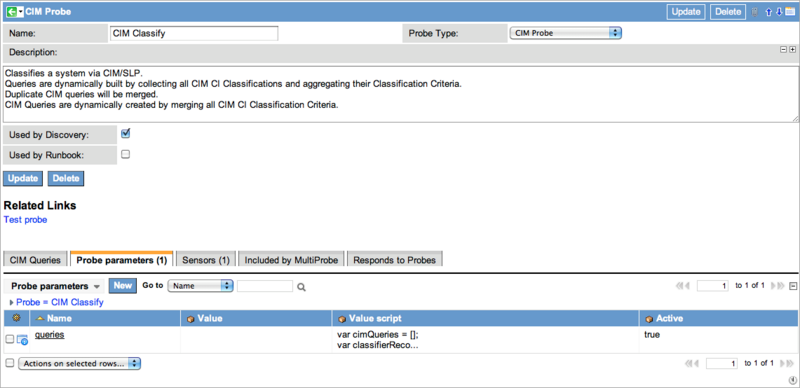 CIM Probe
Update
Delete
Name:
CIM Classify
Probe Type:
CIM Probe
Description:
Classifies a system via CIM/SLP.
Queries are dynamically built by collecting all CIM CI Classifications and aggregating their Classification Criteria.
Duplicate CIM queries will be merged.
CIM Queries are dynamically created by merging all CIM CI Classification Criteria.
Used by Discovery:
Used by Runbook:
Update
Delete
Related Links
Test probe
CIM Queries
Probe parameters (1)
Sensors (1)
Included by MultiProbe
Responds to Probes
Probe parameters
New
Go to
Name
1 to 1 of 1
Probe = CIM Classify
Name
Value
Value script
Active
queries
var cimQueries = [];
var classifierReco...
true
Actions on selected rows...
1 to 1 of 1